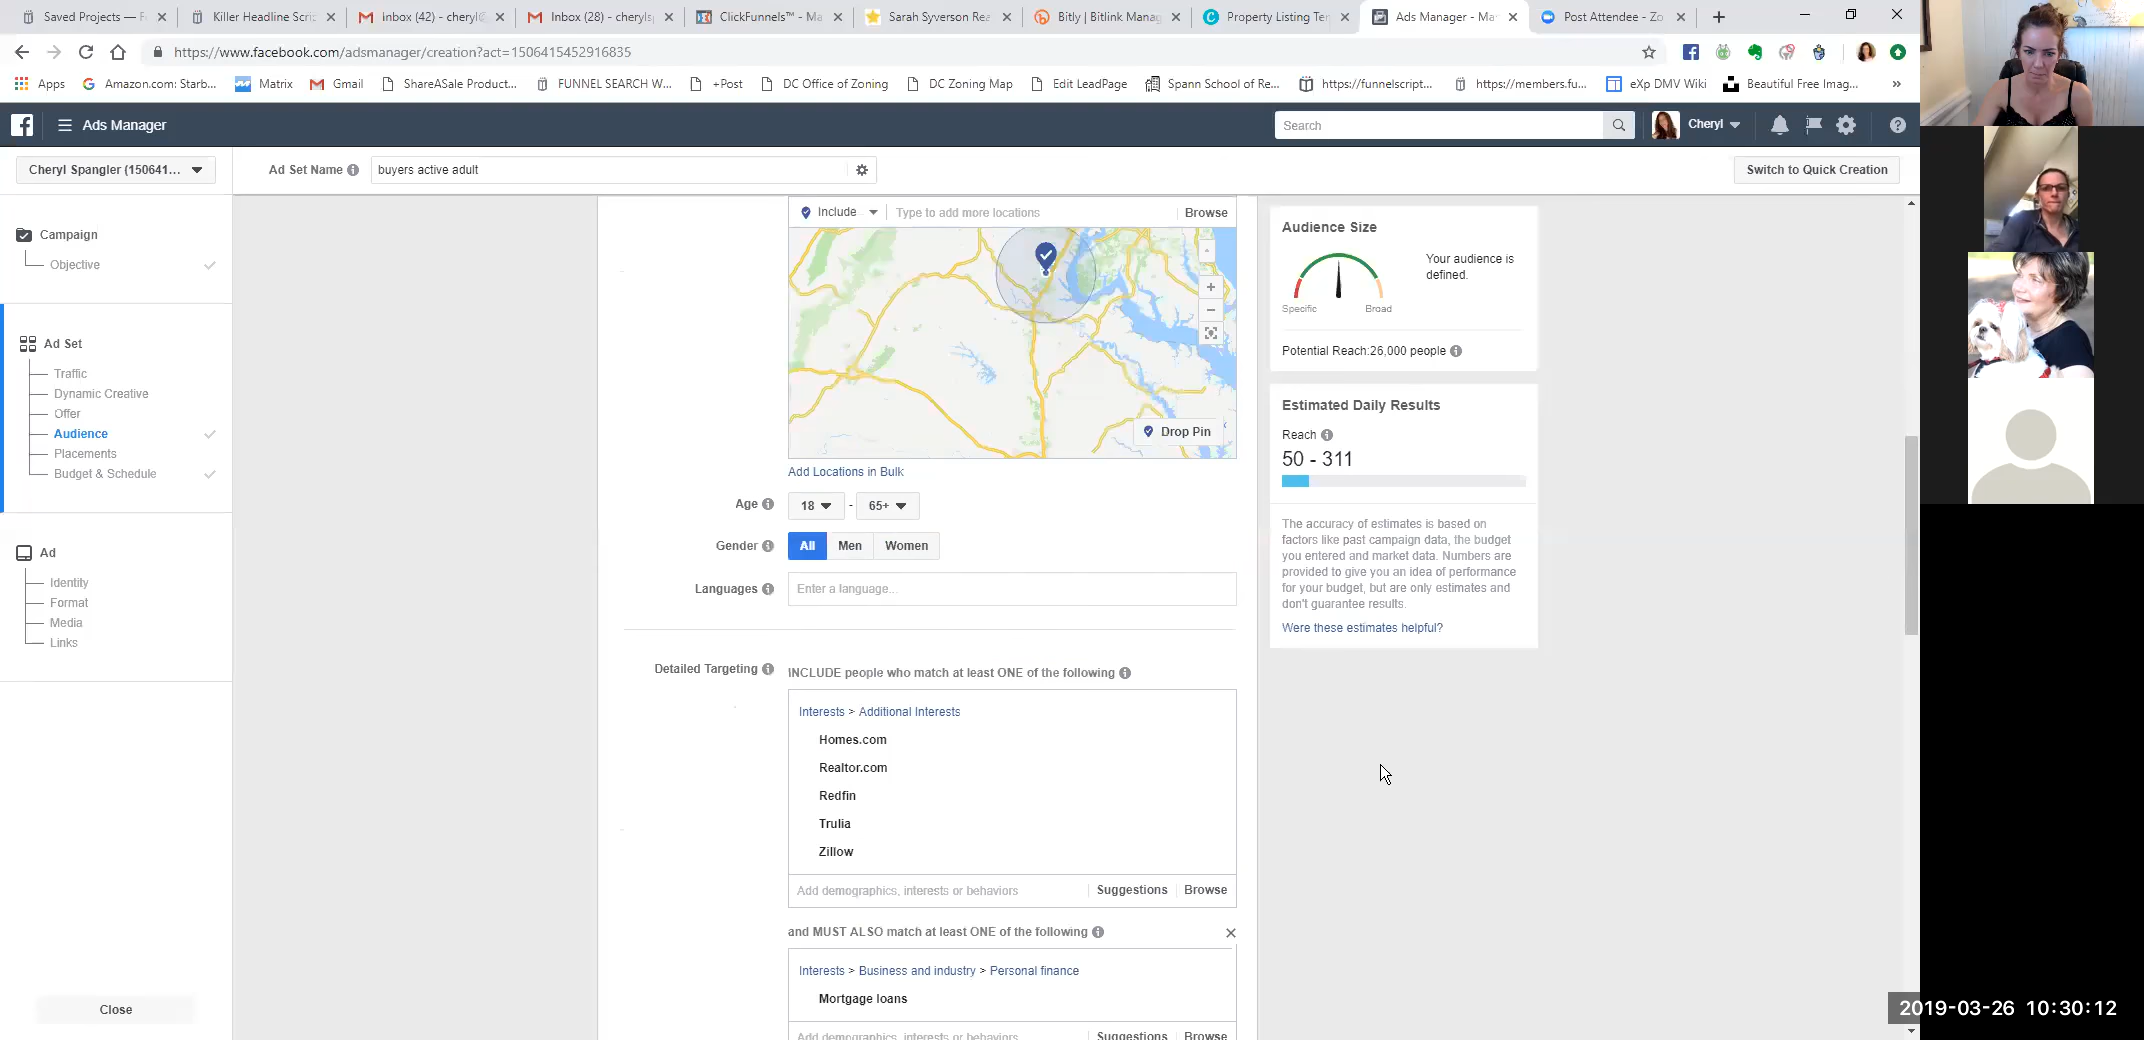 Saved Projects — F
Killer Headline Scri
Inbox (42) - cheryl@
Inbox (28) - cheryls
ClickFunnels™ - Ma
Sarah Syverson Rea
Bitly | Bitlink Manag
Property Listing Ten
Ads Manager - Ma
Post Attendee - Zo
https://www.facebook.com/adsmanager/creation?act=1506415452916835
Apps
Amazon.com: Starb...
Matrix
Gmail
ShareASale Product...
FUNNEL SEARCH W...
+Post
DC Office of Zoning
DC Zoning Map
Edit LeadPage
Spann School of Re...
https://funnelscript...
https://members.fu...
eXp DMV Wiki
Beautiful Free Imag...
Ads Manager
Search
Cheryl
Cheryl Spangler (150641...
Ad Set Name
buyers active adult
Switch to Quick Creation
Campaign
Objective
Ad Set
Traffic
Dynamic Creative
Offer
Audience
Placements
Budget & Schedule
Ad
Identity
Format
Media
Links
Close
Include
Type to add more locations
Browse
Drop Pin
Add Locations in Bulk
Age
18 - 65+
Gender
All Men Women
Languages
Enter a language...
Detailed Targeting
INCLUDE people who match at least ONE of the following
Interests > Additional Interests
Homes.com
Realtor.com
Redfin
Trulia
Zillow
Add demographics, interests or behaviors
Suggestions
Browse
and MUST ALSO match at least ONE of the following
Interests > Business and industry > Personal finance
Mortgage loans
Add demographics, interests or behaviors
Suggestions
Browse
Audience Size
Specific
Broad
Your audience is
defined.
Potential Reach:26,000 people
Estimated Daily Results
Reach
50 - 311
The accuracy of estimates is based on
factors like past campaign data, the budget
you entered and market data. Numbers are
provided to give you an idea of performance
for your budget, but are only estimates and
don't guarantee results.
Were these estimates helpful?
2019-03-26 10:30:12